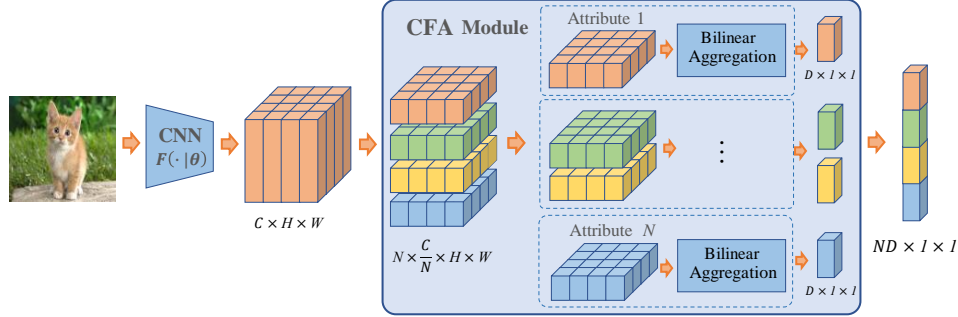 CFA Module
Attribute 1
Bilinear
Aggregation
D × 1 × 1
CNN
F(· |θ)
⋮
C × H × W
N × C/N × H × W
Attribute N
Bilinear
Aggregation
D × 1 × 1
ND × 1 × 1